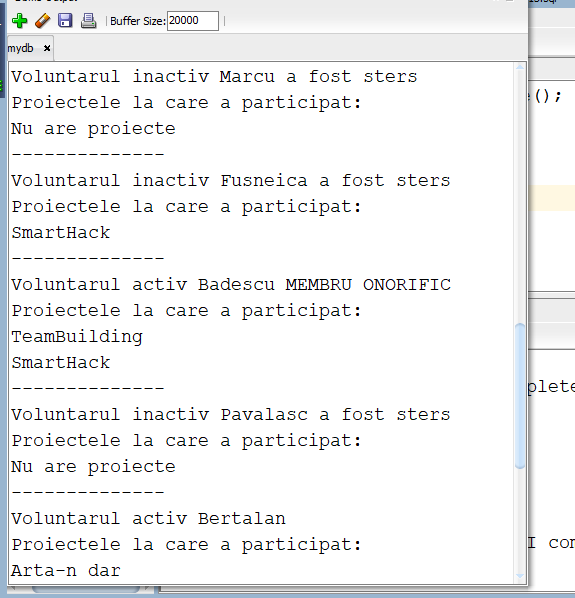 Buffer Size: 20000
mydb
Voluntarul inactiv Marcu a fost sters
Proiectele la care a participat:
Nu are proiecte
--------------
Voluntarul inactiv Fusneica a fost sters
Proiectele la care a participat:
SmartHack
--------------
Voluntarul activ Badescu MEMBRU ONORIFIC
Proiectele la care a participat:
TeamBuilding
SmartHack
--------------
Voluntarul inactiv Pavalasc a fost sters
Proiectele la care a participat:
Nu are proiecte
--------------
Voluntarul activ Bertalan
Proiectele la care a participat:
Arta-n dar
();